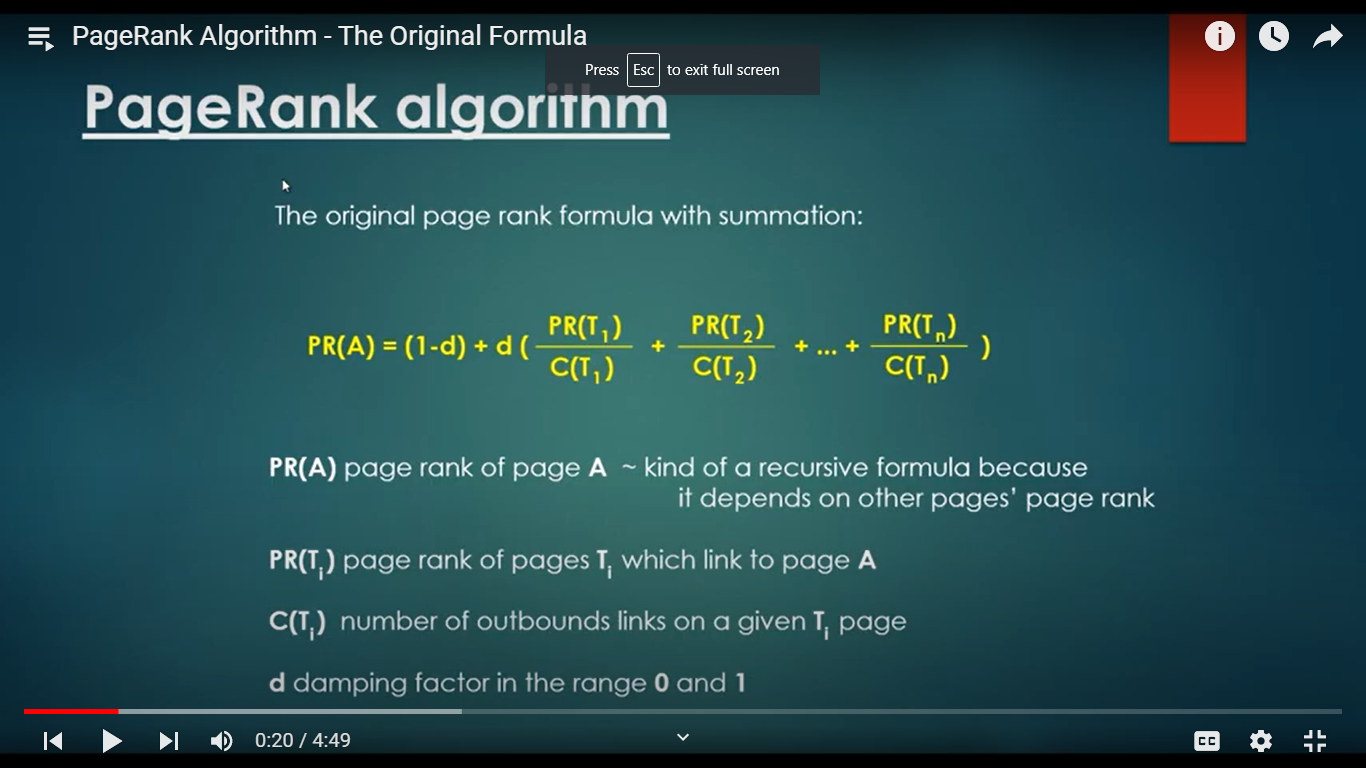 PageRank Algorithm - The Original Formula
Press Esc to exit full screen
PageRank algorithm
The original page rank formula with summation:
PR(A) = (1-d) + d ( PR(T1)/C(T1) + PR(T2)/C(T2) + ... + PR(Tn)/C(Tn) )
PR(A) page rank of page A ~ kind of a recursive formula because
it depends on other pages' page rank
PR(Ti) page rank of pages Ti which link to page A
C(Ti) number of outbounds links on a given Ti page
d damping factor in the range 0 and 1
0:20 / 4:49
CC